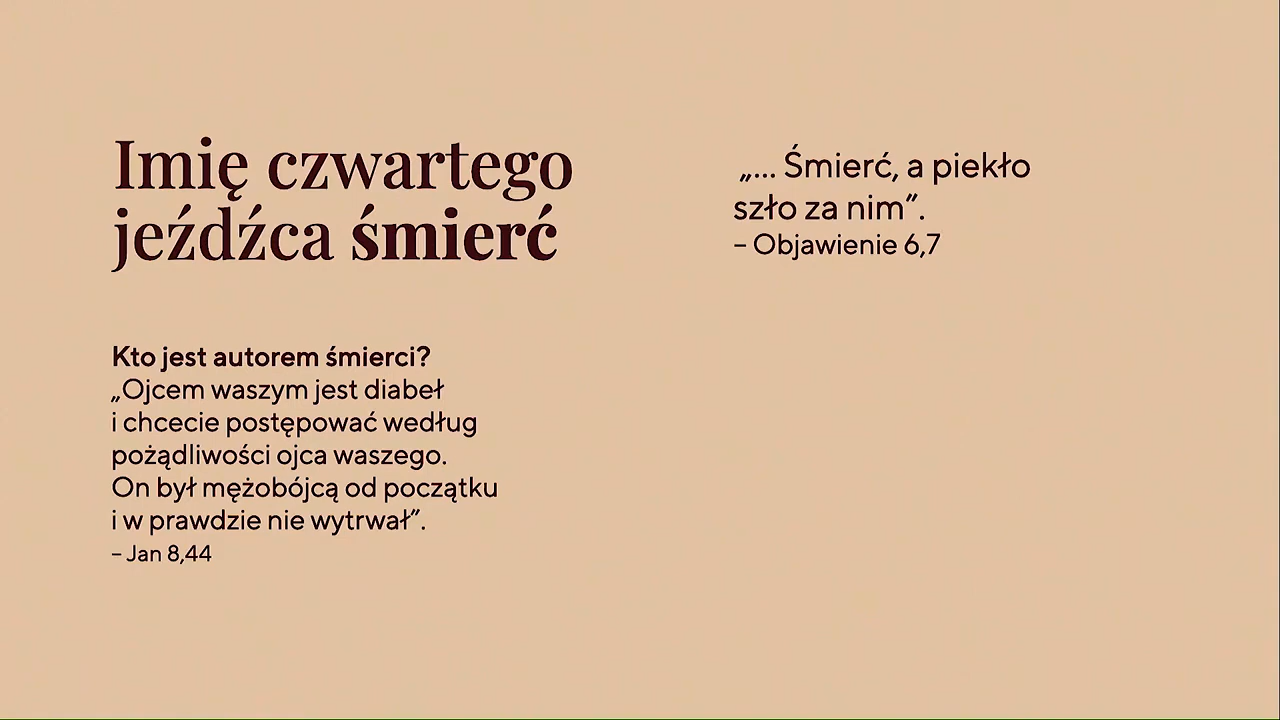 Imię czwartego
jeźdźca śmierć
„... Śmierć, a piekło
szło za nim”.
– Objawienie 6,7
Kto jest autorem śmierci?
„Ojcem waszym jest diabeł
i chcecie postępować według
pożądliwości ojca waszego.
On był mężobójcą od początku
i w prawdzie nie wytrwał”.
– Jan 8,44